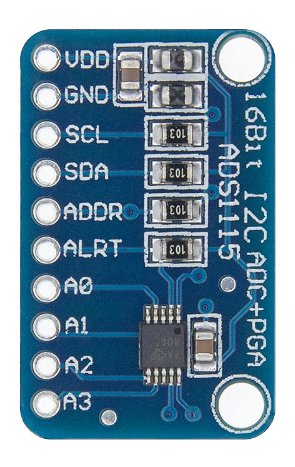 VDD
GND
SCL
SDA
ADDR
ALRT
A0
A1
A2
A3
103
103
103
103
16Bit I2C
ADS1115
ADC+PGA